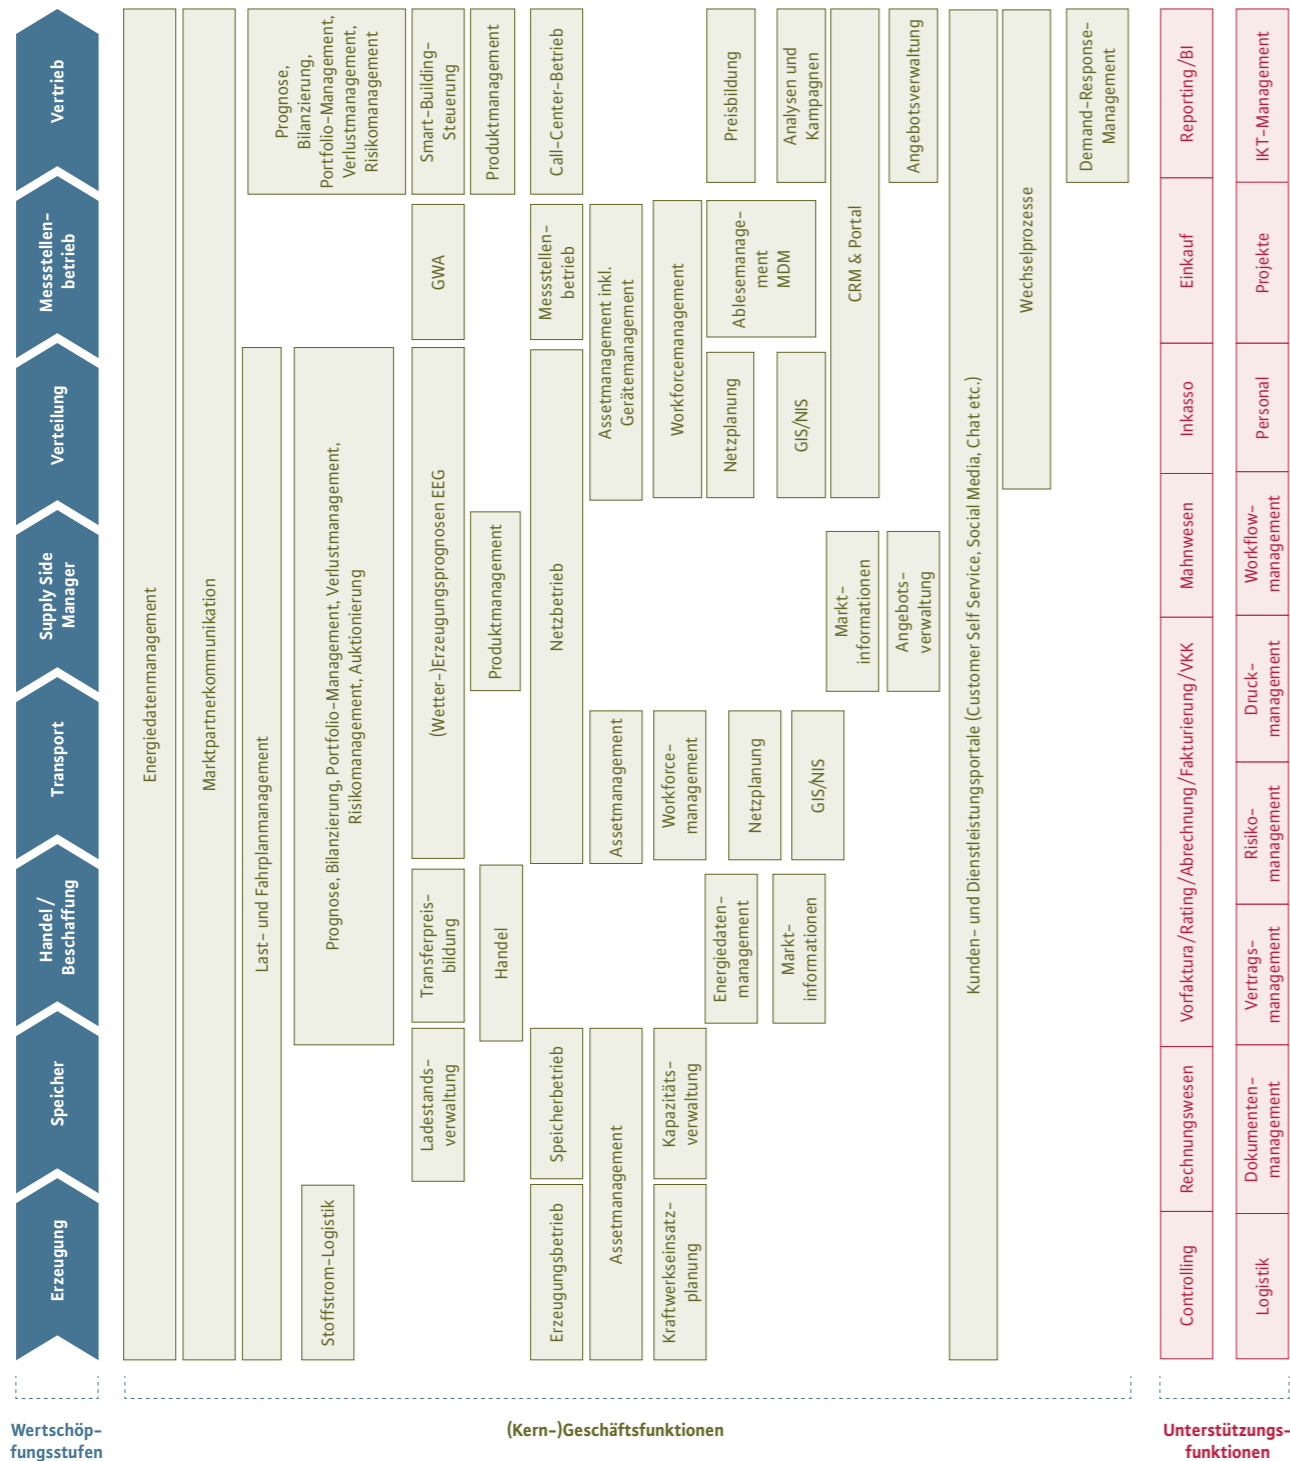 Vertrieb
Messstellen-
betrieb
Verteilung
Supply Side
Manager
Transport
Handel/
Beschaffung
Speicher
Erzeugung
Energiedatenmanagement
Marktpartnerkommunikation
Last- und Fahrplanmanagement
Prognose,
Bilanzierung,
Portfolio-Management,
Verlustmanagement,
Risikomanagement
Prognose, Bilanzierung, Portfolio-Management, Verlustmanagement,
Risikomanagement, Auktionierung
Stoffstrom-Logistik
Smart-Building-
Steuerung
GWA
(Wetter-)Erzeugungsprognosen EEG
Transferpreis-
bildung
Ladestands-
verwaltung
Produktmanagement
Produktmanagement
Handel
Call-Center-Betrieb
Messstellen-
betrieb
Netzbetrieb
Speicherbetrieb
Erzeugungsbetrieb
Assetmanagement inkl.
Gerätemanagement
Assetmanagement
Assetmanagement
Workforcemanagement
Workforce-
management
Kapazitäts-
verwaltung
Kraftwerkseinsatz-
planung
Preisbildung
Analysen und
Kampagnen
Ablesemanage-
ment
MDM
Netzplanung
GIS/NIS
Netzplanung
GIS/NIS
Energiedaten-
management
Markt-
informationen
CRM & Portal
Markt-
informationen
Angebotsverwaltung
Angebots-
verwaltung
Kunden- und Dienstleistungsportale (Customer Self Service, Social Media, Chat etc.)
Wechselprozesse
Demand-Response-
Management
Reporting/BI
Einkauf
Inkasso
Mahnwesen
Vorfaktura/Rating/Abrechnung/Fakturierung/VKK
Rechnungswesen
Controlling
IKT-Management
Projekte
Personal
Workflow-
management
Druck-
management
Risiko-
management
Vertrags-
management
Dokumenten-
management
Logistik
Wertschöp-
fungsstufen
(Kern-)Geschäftsfunktionen
Unterstützungs-
funktionen